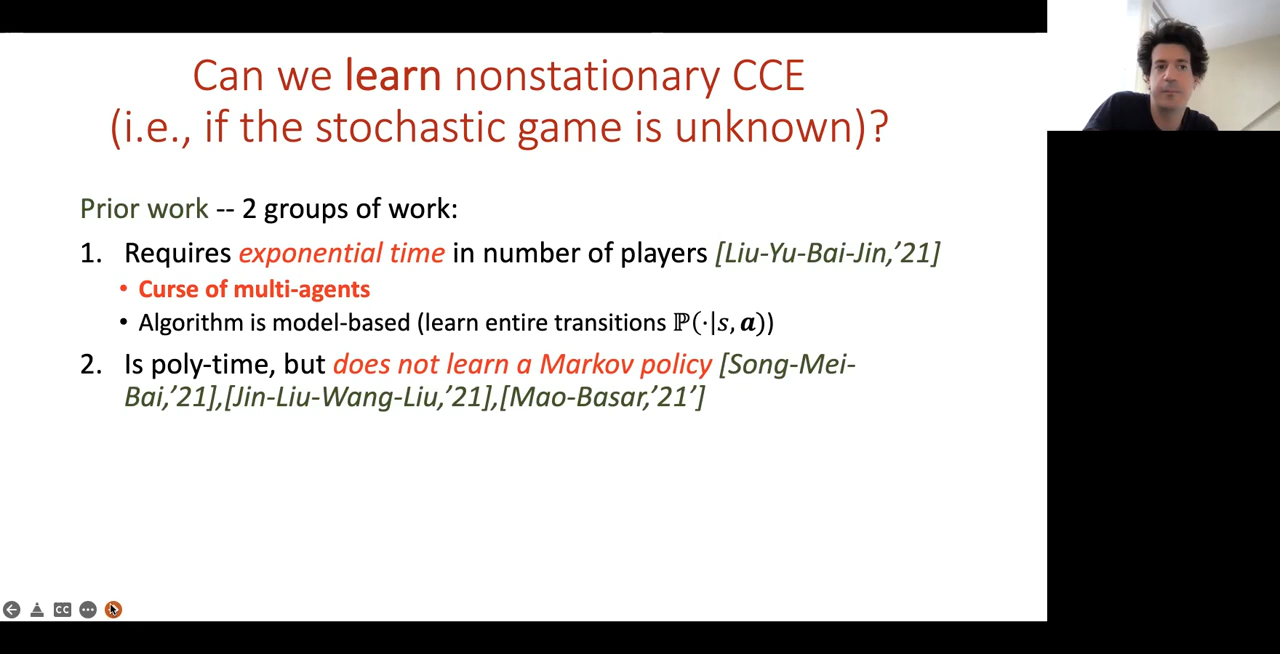 Can we learn nonstationary CCE
(i.e., if the stochastic game is unknown)?
Prior work -- 2 groups of work:
1. Requires exponential time in number of players [Liu-Yu-Bai-Jin,’21]
• Curse of multi-agents
• Algorithm is model-based (learn entire transitions ℙ(·|s, a))
2. Is poly-time, but does not learn a Markov policy [Song-Mei-
Bai,’21],[Jin-Liu-Wang-Liu,’21],[Mao-Basar,’21’]
CC